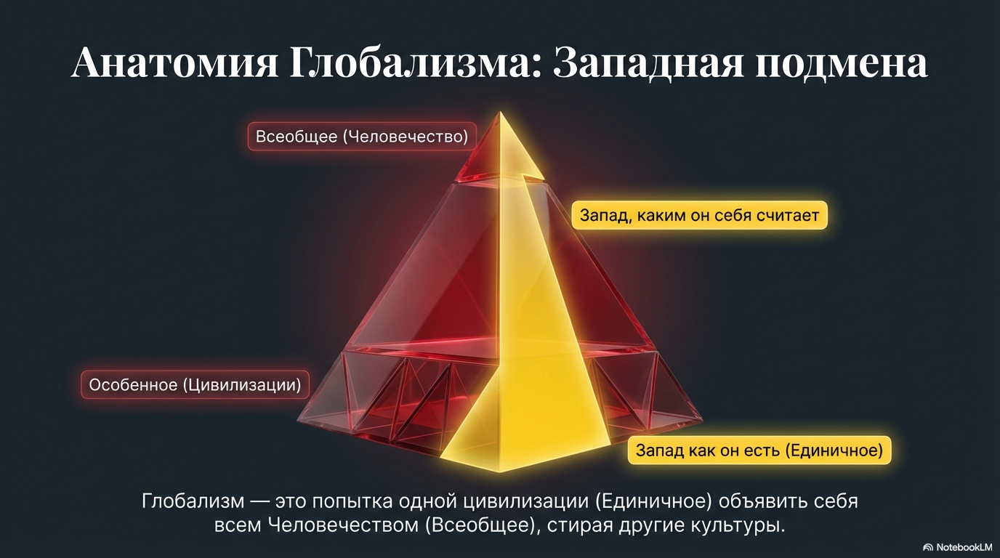 Анатомия Глобализма: Западная подмена
Всеобщее (Человечество)
Запад, каким он себя считает
Особенное (Цивилизации)
Запад как он есть (Единичное)
Глобализм — это попытка одной цивилизации (Единичное) объявить себя
всем Человечеством (Всеобщее), стирая другие культуры.
NotebookLM